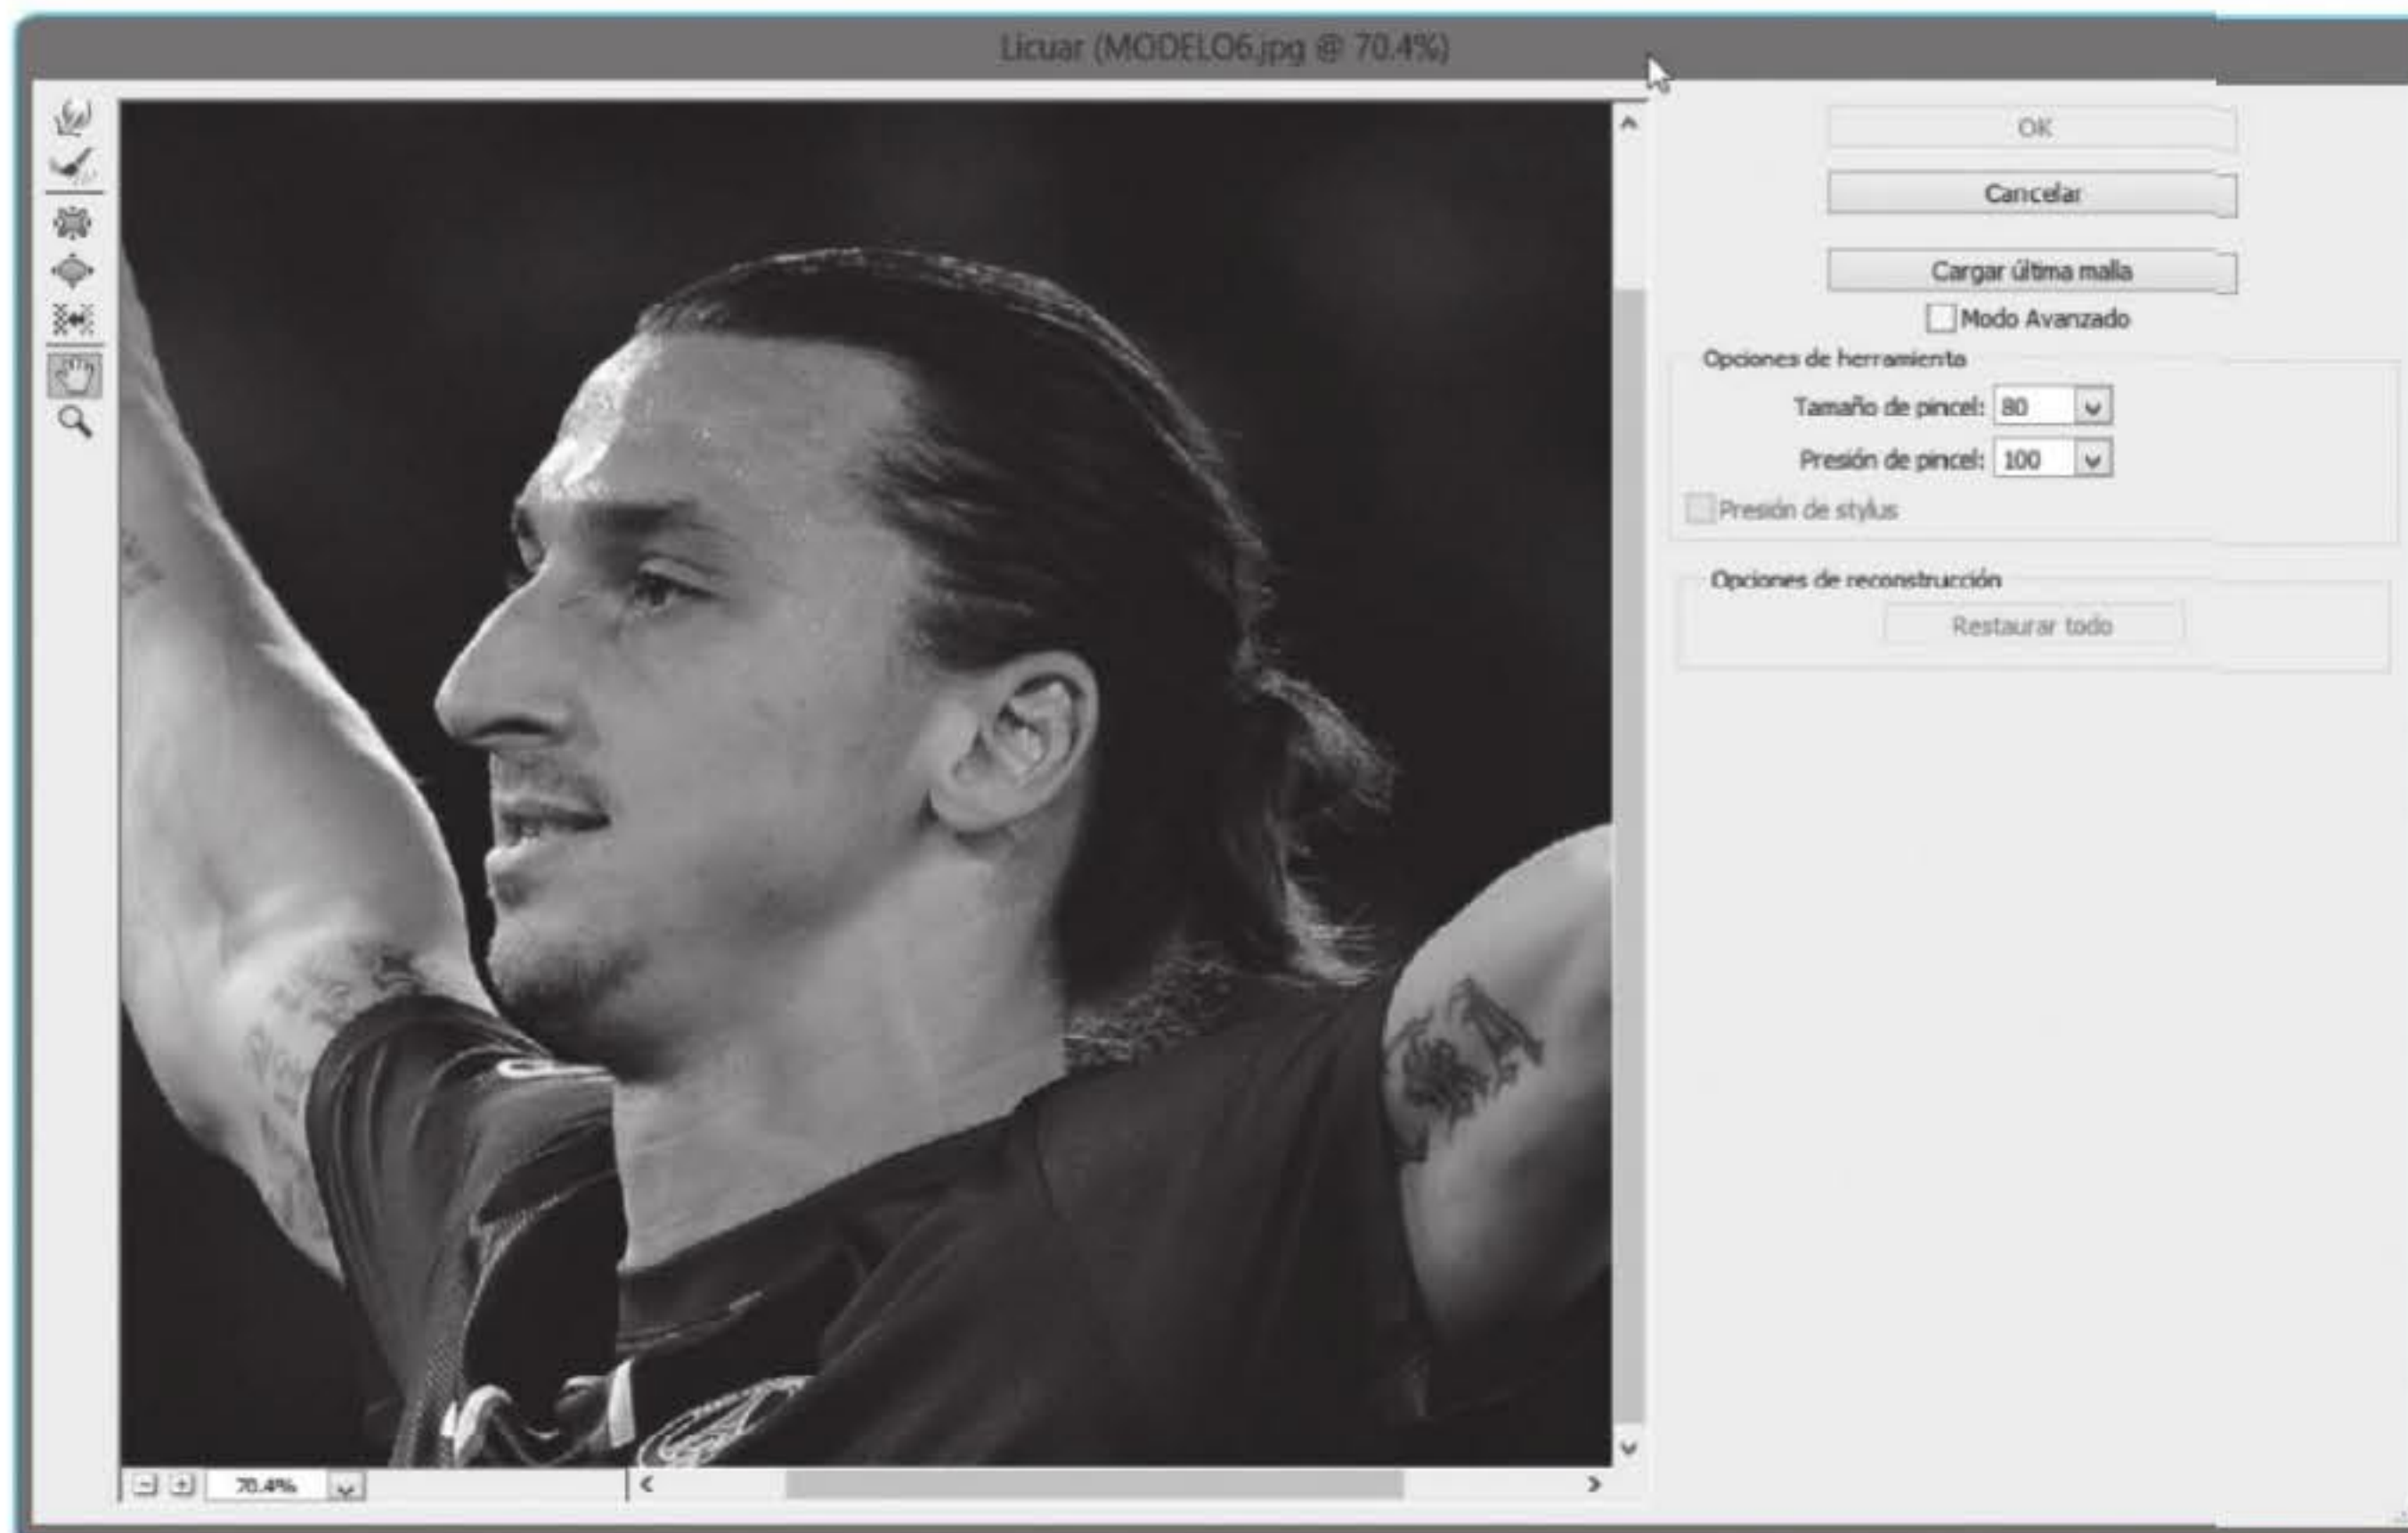 Licuar (MODELO6.jpg @ 70.4%)
OK
Cancelar
Cargar última malla
Modo Avanzado
Opciones de herramienta
Tamaño de pincel: 80
Presión de pincel: 100
Presión de stylus
Opciones de reconstrucción
Restaurar todo
70.4%